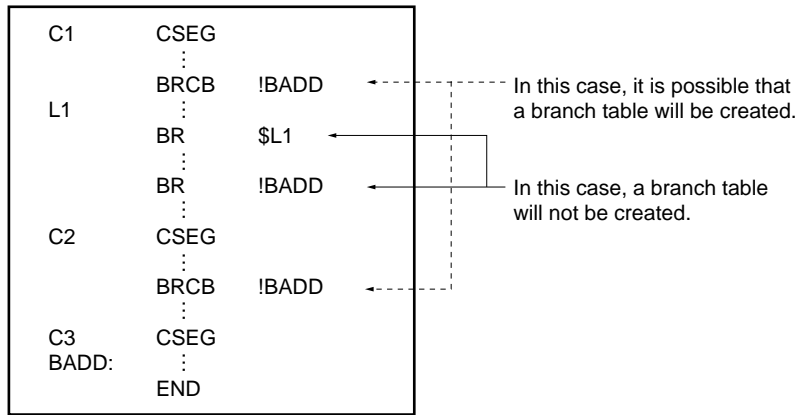 C1 CSEG
⋮
BRCB !BADD
In this case, it is possible that
a branch table will be created.
L1 ⋮
BR $L1
⋮
BR !BADD
In this case, a branch table
will not be created.
⋮
C2 CSEG
⋮
BRCB !BADD
⋮
C3 CSEG
BADD: ⋮
END